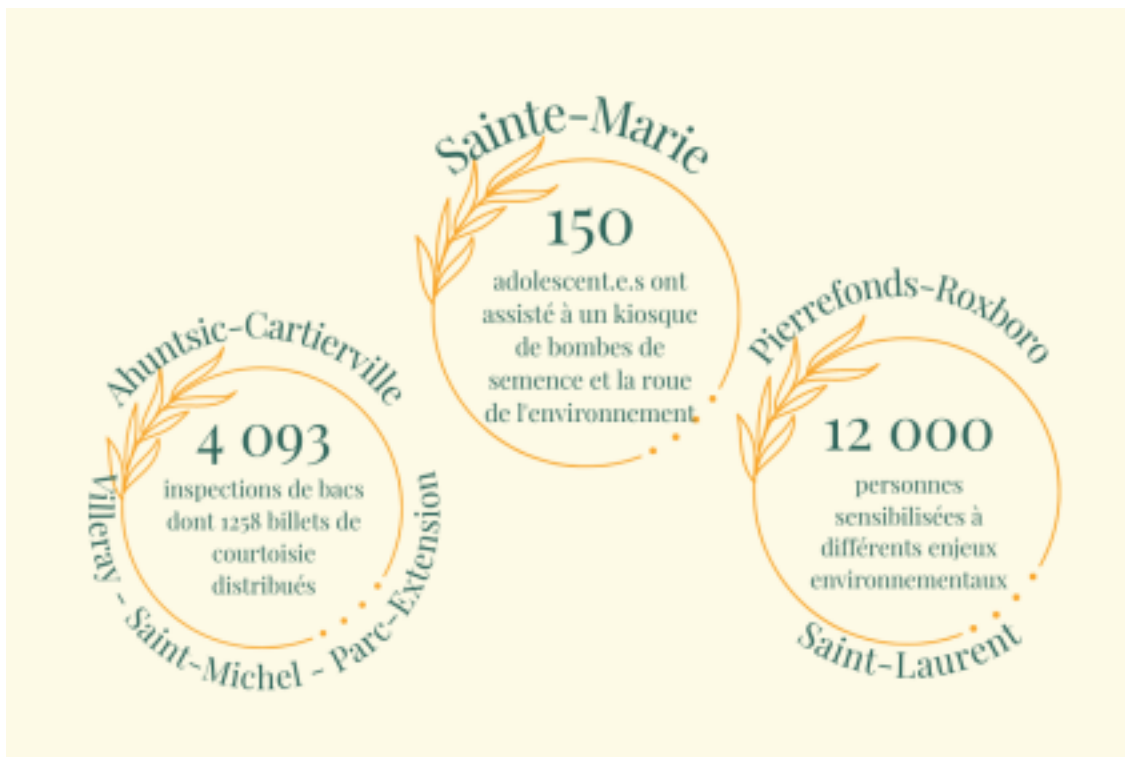 Sainte-Marie
150
adolescent.e.s ont
assisté à un kiosque
de bombes de
semence et la roue
de l'environnement
Ahuntsic-Cartierville
4 093
inspections de bacs
dont 1258 billets de
courtoisie
distribués
Villeray - Saint-Michel - Parc-Extension
Pierrefonds-Roxboro
12 000
personnes
sensibilisées à
différents enjeux
environnementaux
Saint-Laurent